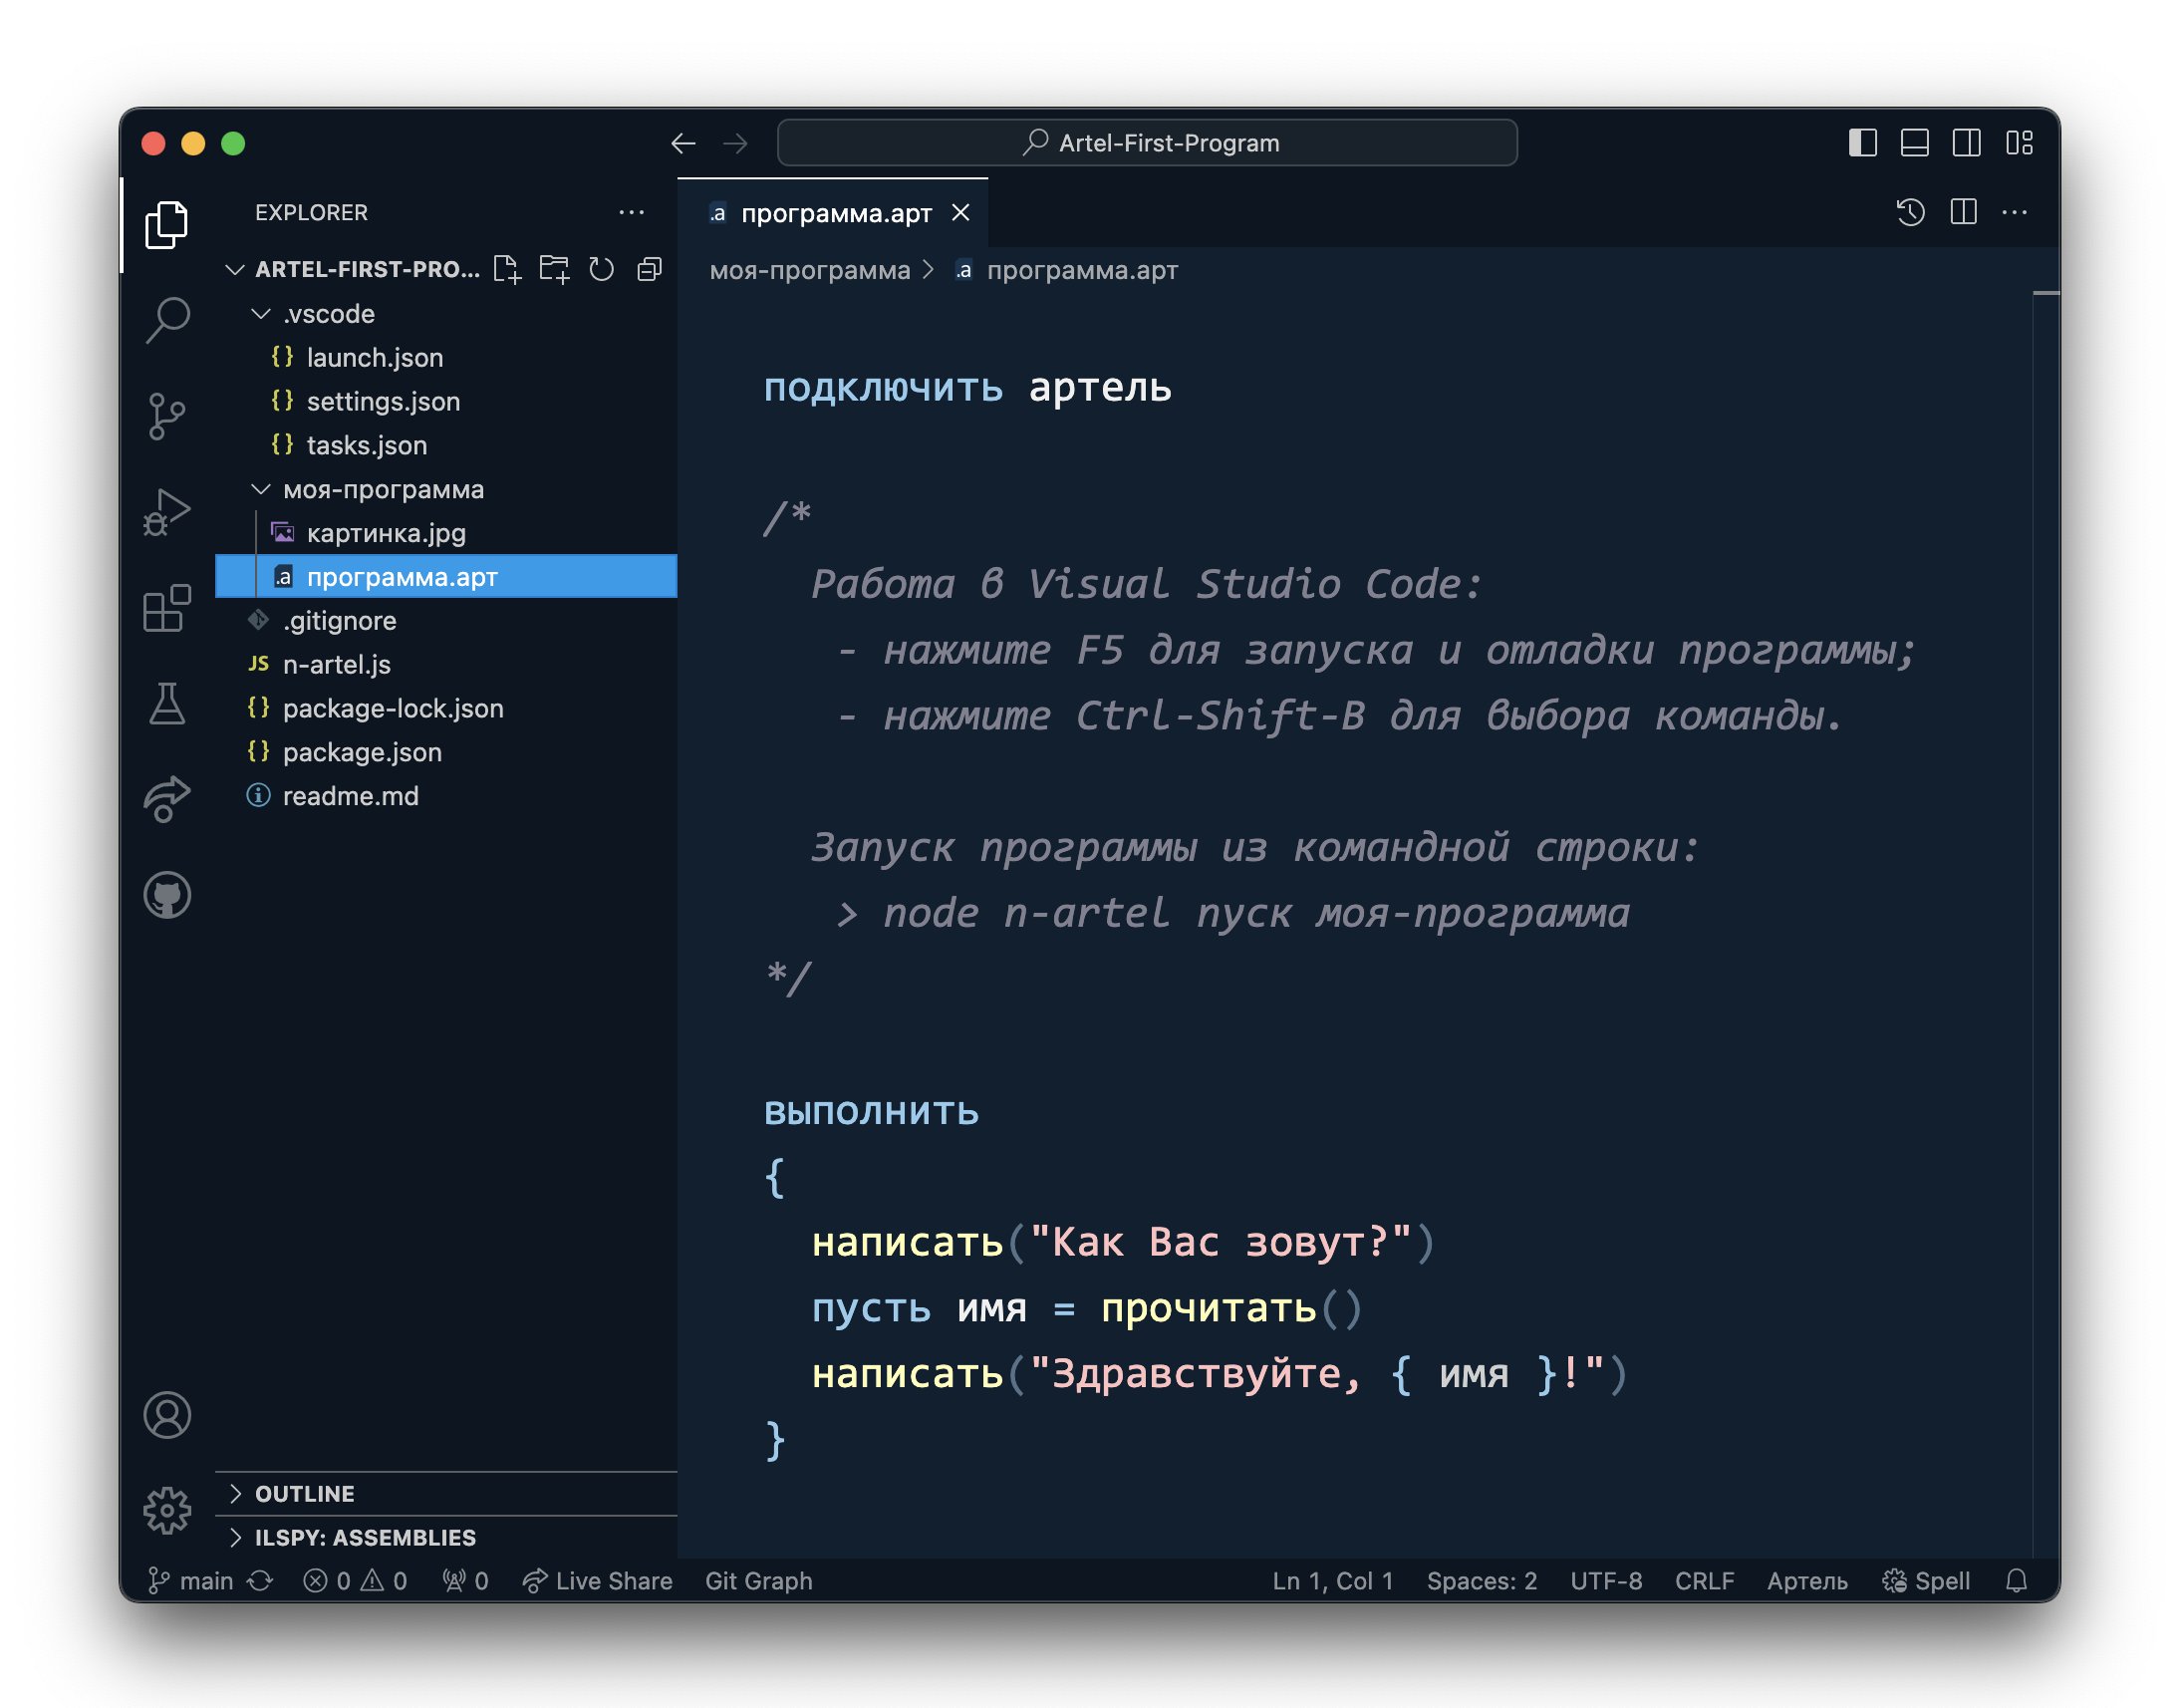 Artel-First-Program
EXPLORER
ARTEL-FIRST-PRO...
.vscode
launch.json
settings.json
tasks.json
моя-программа
картинка.jpg
.a программа.арт
.gitignore
JS n-artel.js
package-lock.json
package.json
readme.md
OUTLINE
ILSPY: ASSEMBLIES
.a программа.арт
моя-программа > .a программа.арт
подключить артель
/*
Работа в Visual Studio Code:
- нажмите F5 для запуска и отладки программы;
- нажмите Ctrl-Shift-B для выбора команды.
Запуск программы из командной строки:
> node n-artel пуск моя-программа
*/
выполнить
{
написать("Как Вас зовут?")
пусть имя = прочитать()
написать("Здравствуйте, { имя }!")
}
main 0 0 0 Live Share Git Graph Ln 1, Col 1 Spaces: 2 UTF-8 CRLF Артель Spell